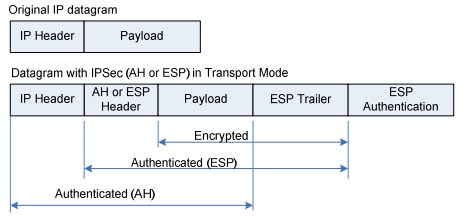 Original IP datagram
IP Header Payload
Datagram with IPSec (AH or ESP) in Transport Mode
IP Header AH or ESP Header Payload ESP Trailer ESP Authentication
Encrypted
Authenticated (ESP)
Authenticated (AH)